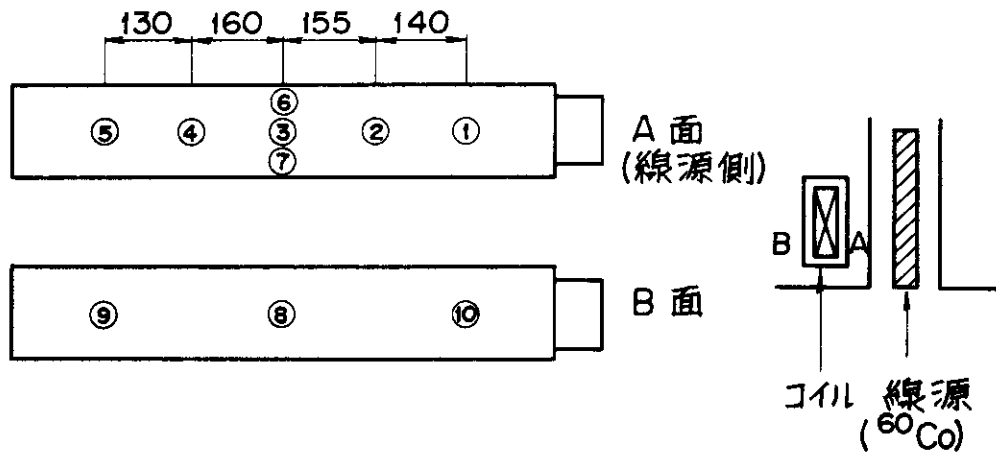 130 160 155 140
⑥
⑤ ④ ③ ② ①
⑦
A 面
(線源側)
⑨ ⑧ ⑩
B 面
B A
コイル 線源
(⁶⁰Co)